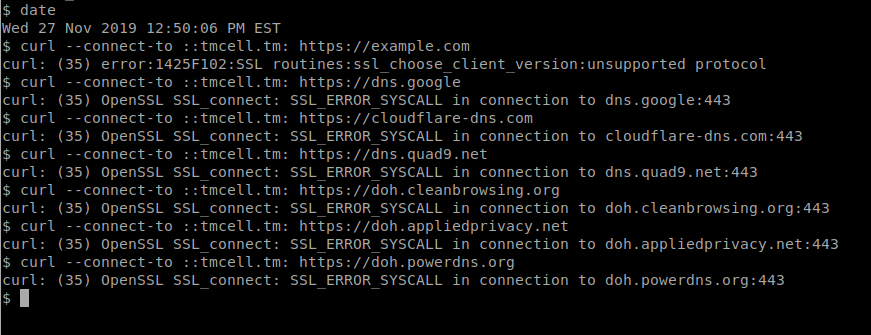 $ date
Wed 27 Nov 2019 12:50:06 PM EST
$ curl --connect-to ::tmcell.tm: https://example.com
curl: (35) error:1425F102:SSL routines:ssl_choose_client_version:unsupported protocol
$ curl --connect-to ::tmcell.tm: https://dns.google
curl: (35) OpenSSL SSL_connect: SSL_ERROR_SYSCALL in connection to dns.google:443
$ curl --connect-to ::tmcell.tm: https://cloudflare-dns.com
curl: (35) OpenSSL SSL_connect: SSL_ERROR_SYSCALL in connection to cloudflare-dns.com:443
$ curl --connect-to ::tmcell.tm: https://dns.quad9.net
curl: (35) OpenSSL SSL_connect: SSL_ERROR_SYSCALL in connection to dns.quad9.net:443
$ curl --connect-to ::tmcell.tm: https://doh.cleanbrowsing.org
curl: (35) OpenSSL SSL_connect: SSL_ERROR_SYSCALL in connection to doh.cleanbrowsing.org:443
$ curl --connect-to ::tmcell.tm: https://doh.appliedprivacy.net
curl: (35) OpenSSL SSL_connect: SSL_ERROR_SYSCALL in connection to doh.appliedprivacy.net:443
$ curl --connect-to ::tmcell.tm: https://doh.powerdns.org
curl: (35) OpenSSL SSL_connect: SSL_ERROR_SYSCALL in connection to doh.powerdns.org:443
$